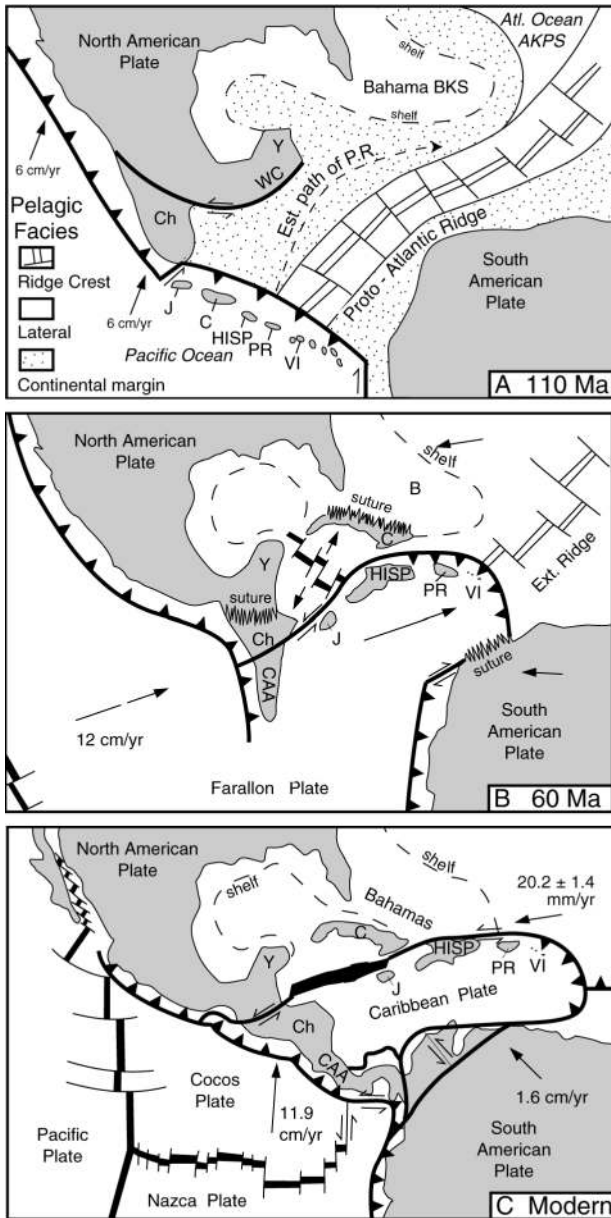 Atl. Ocean
AKPS
North American
Plate
shelf
Bahama BKS
shelf
6 cm/yr
Y
WC
Ch
Est. path of P.R.
Proto - Atlantic Ridge
Pelagic
Facies
Ridge Crest
Lateral
Continental margin
6 cm/yr
J
C
HISP
PR
VI
Pacific Ocean
South
American
Plate
A 110 Ma
North American
Plate
shelf
B
suture
C
Y
suture
Ch
CAA
HISP
PR
VI
J
Ext. Ridge
suture
12 cm/yr
Farallon Plate
South
American
Plate
B 60 Ma
North American
Plate
shelf
shelf
Bahamas
20.2 ± 1.4
mm/yr
C
Y
HISP
PR
VI
J
Caribbean Plate
Ch
CAA
Cocos
Plate
11.9
cm/yr
1.6 cm/yr
Pacific
Plate
Nazca Plate
South
American
Plate
C Modern